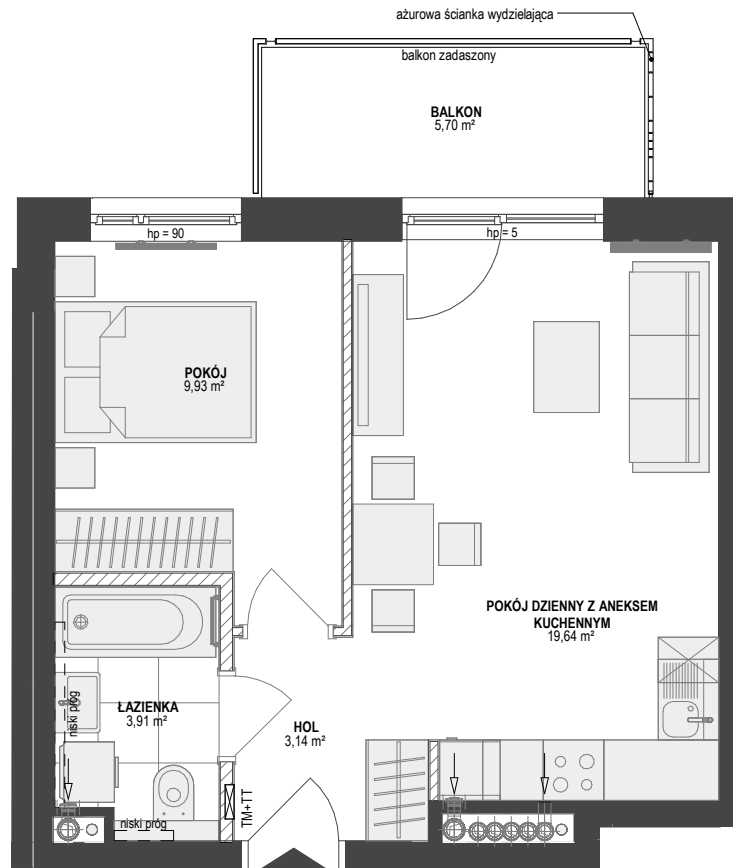 ażurowa ścianka wydzielająca
balkon zadaszony
BALKON
5,70 m²
hp = 90
hp = 5
POKÓJ
9,93 m²
POKÓJ DZIENNY Z ANEKSEM
KUCHENNYM
19,64 m²
ŁAZIENKA
3,91 m²
niski próg
HOL
3,14 m²
TM+TT
niski próg